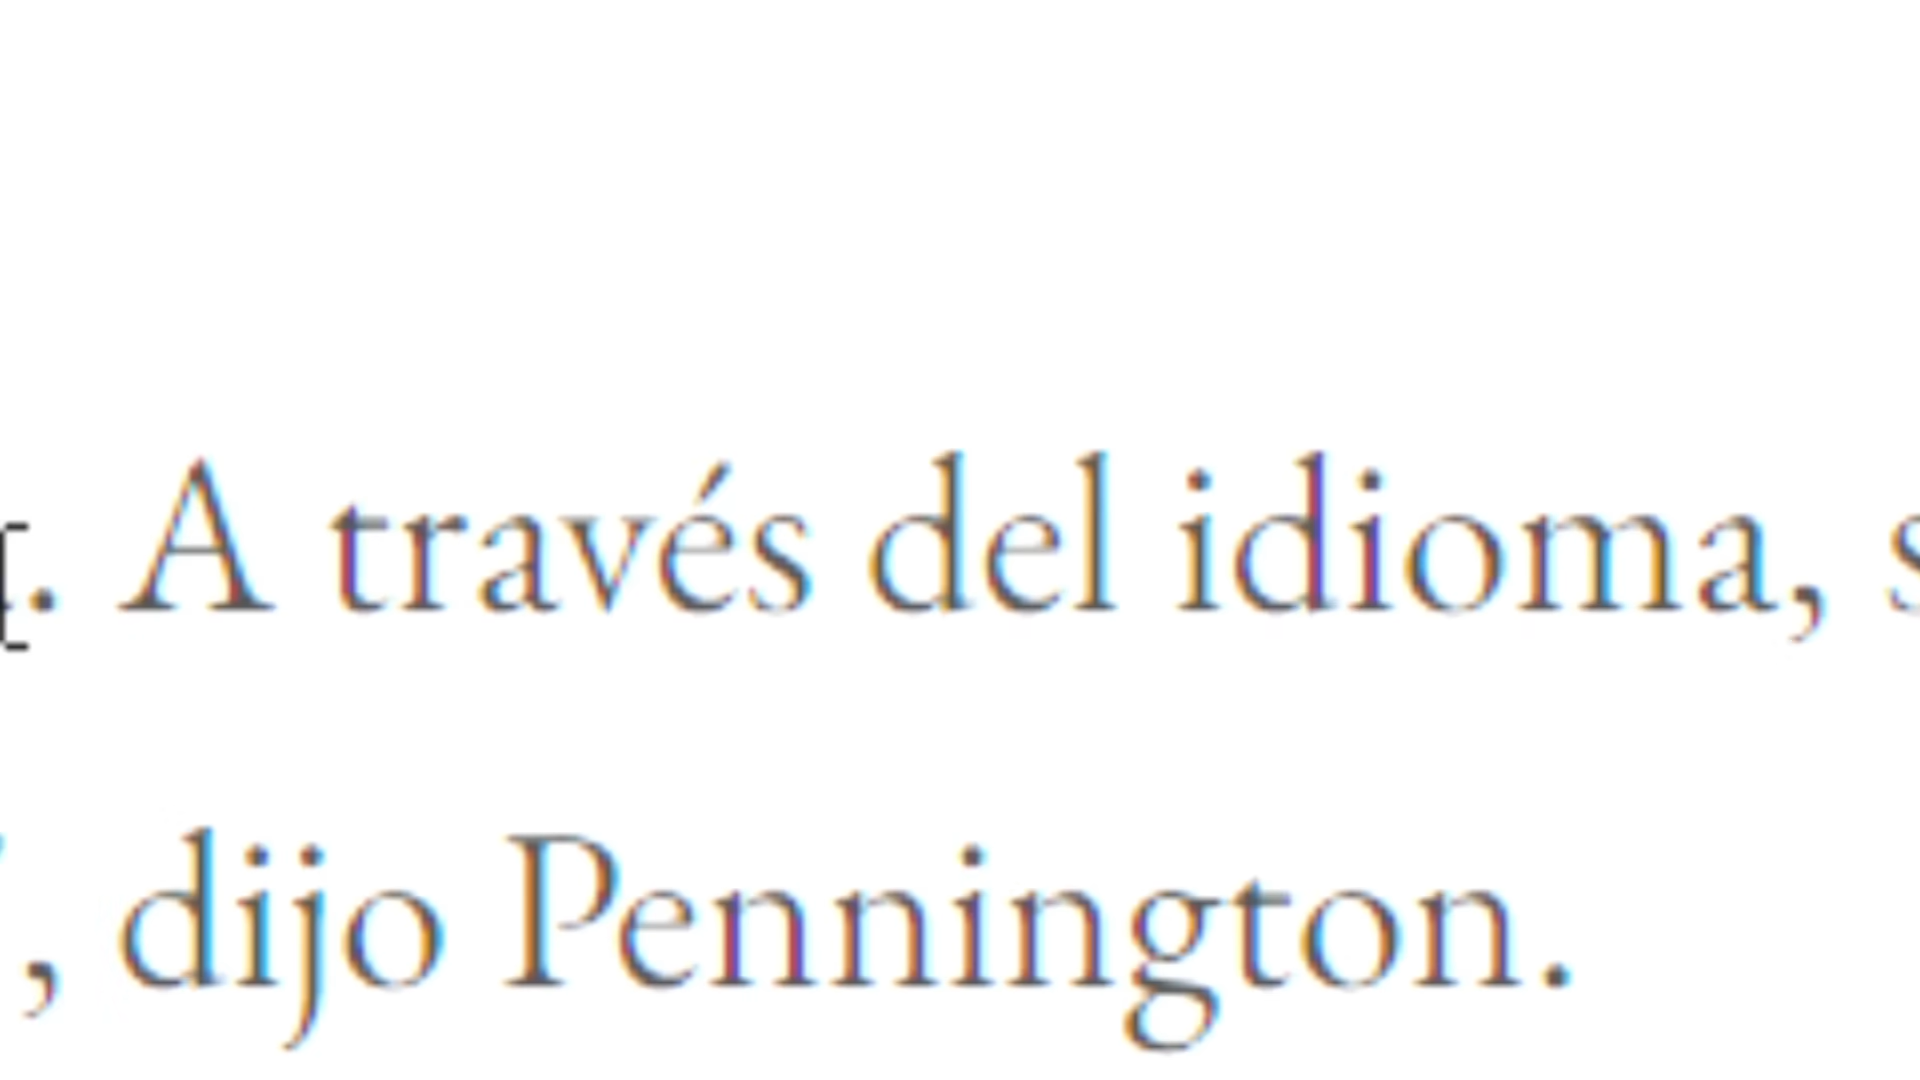 . A través del idioma, s
, dijo Pennington.